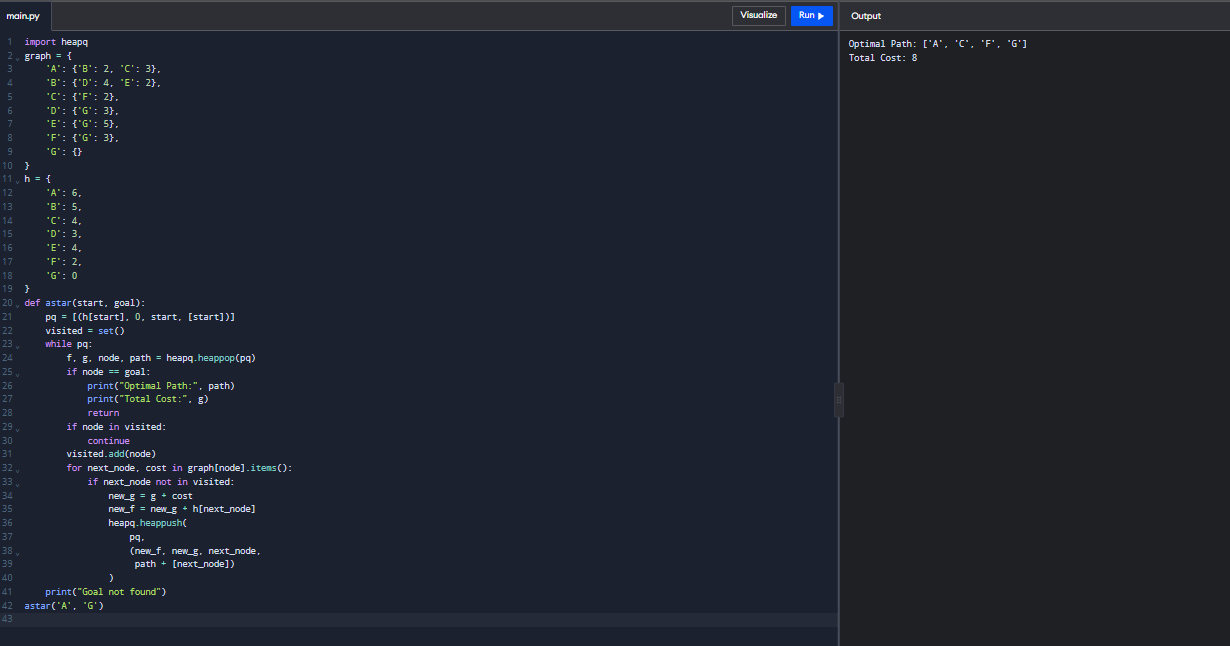 main.py
Visualize
Run
Output
1 import heapq
2 graph = {
3     'A': {'B': 2, 'C': 3},
4     'B': {'D': 4, 'E': 2},
5     'C': {'F': 2},
6     'D': {'G': 3},
7     'E': {'G': 5},
8     'F': {'G': 3},
9     'G': {}
10 }
11 h = {
12     'A': 6,
13     'B': 5,
14     'C': 4,
15     'D': 3,
16     'E': 4,
17     'F': 2,
18     'G': 0
19 }
20 def astar(start, goal):
21     pq = [(h[start], 0, start, [start])]
22     visited = set()
23     while pq:
24         f, g, node, path = heapq.heappop(pq)
25         if node == goal:
26             print("Optimal Path:", path)
27             print("Total Cost:", g)
28             return
29         if node in visited:
30             continue
31         visited.add(node)
32         for next_node, cost in graph[node].items():
33             if next_node not in visited:
34                 new_g = g + cost
35                 new_f = new_g + h[next_node]
36                 heapq.heappush(
37                     pq,
38                     (new_f, new_g, next_node,
39                      path + [next_node])
40                 )
41     print("Goal not found")
42 astar('A', 'G')
43
Optimal Path: ['A', 'C', 'F', 'G']
Total Cost: 8